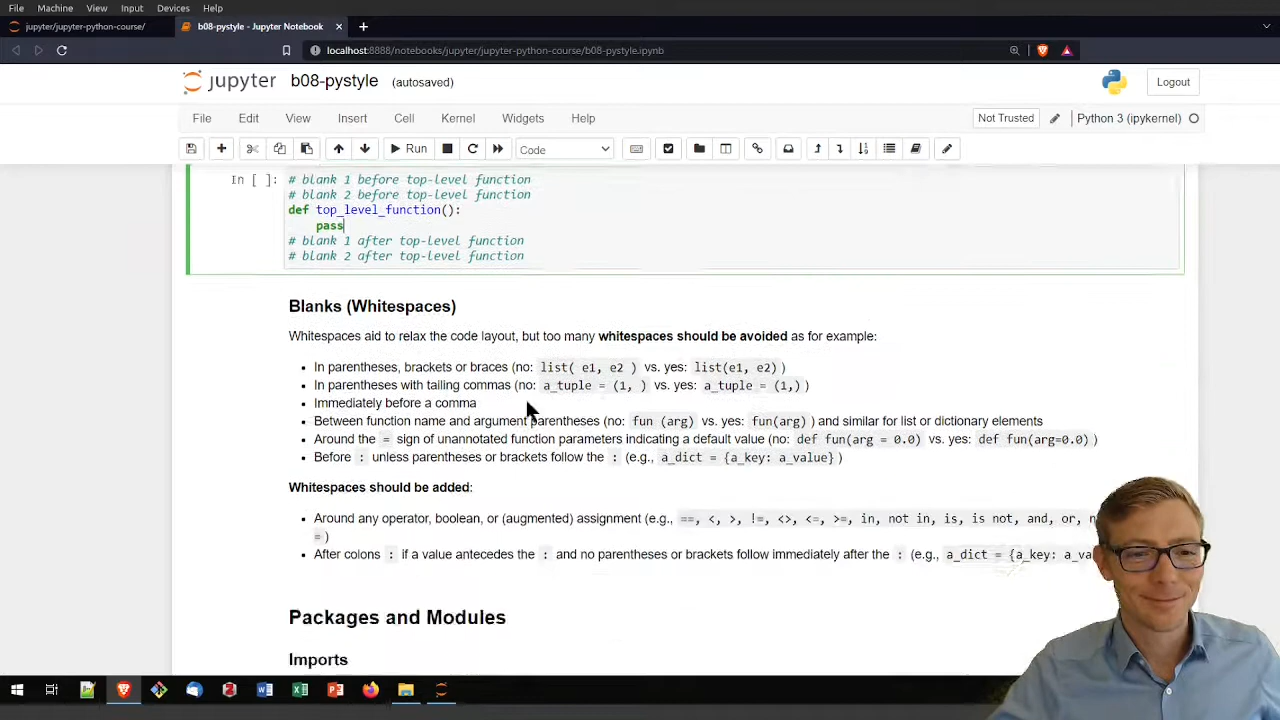 File Machine View Input Devices Help
jupyter/jupyter-python-course/
b08-pystyle - Jupyter Notebook
localhost:8888/notebooks/jupyter/jupyter-python-course/b08-pystyle.ipynb
jupyter b08-pystyle (autosaved)
Logout
File Edit View Insert Cell Kernel Widgets Help
Not Trusted
Python 3 (ipykernel)
Run
Code
In [ ]:
# blank 1 before top-level function
# blank 2 before top-level function
def top_level_function():
pass
# blank 1 after top-level function
# blank 2 after top-level function
Blanks (Whitespaces)
Whitespaces aid to relax the code layout, but too many whitespaces should be avoided as for example:
• In parentheses, brackets or braces (no: list( e1, e2 ) vs. yes: list(e1, e2))
• In parentheses with tailing commas (no: a_tuple = (1, ) vs. yes: a_tuple = (1,))
• Immediately before a comma
• Between function name and argument parentheses (no: fun (arg) vs. yes: fun(arg)) and similar for list or dictionary elements
• Around the = sign of unannotated function parameters indicating a default value (no: def fun(arg = 0.0) vs. yes: def fun(arg=0.0))
• Before : unless parentheses or brackets follow the : (e.g., a_dict = {a_key: a_value})
Whitespaces should be added:
• Around any operator, boolean, or (augmented) assignment (e.g., ==, <, >, !=, <>, <=, >=, in, not in, is, is not, and, or,
= )
• After colons : if a value antecedes the : and no parentheses or brackets follow immediately after the : (e.g., a_dict = {a_key:
Packages and Modules
Imports